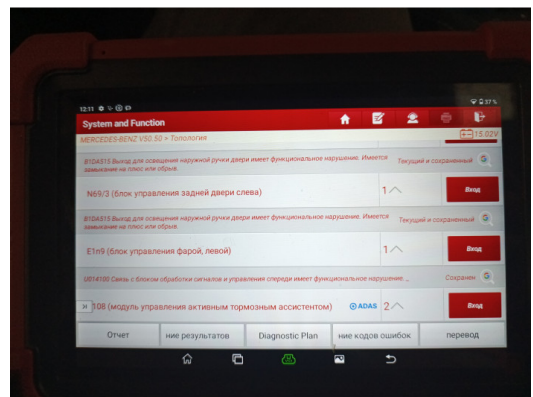 12:11
37%
System and Function
MERCEDES-BENZ V50.50 > Топология
15.02V
B1DA515 Выход для освещения наружной ручки двери имеет функциональное нарушение. Имеется Текущий и сохраненный
замыкание на плюс или обрыв.
N69/3 (блок управления задней двери слева) 1 Вход
B1DA515 Выход для освещения наружной ручки двери имеет функциональное нарушение. Имеется Текущий и сохраненный
замыкание на плюс или обрыв.
E1n9 (блок управления фарой, левой) 1 Вход
U014100 Связь с блоком обработки сигналов и управления спереди имеет функциональное нарушение. _ Сохранен
108 (модуль управления активным тормозным ассистентом) ADAS 2 Вход
Отчет ние результатов Diagnostic Plan ние кодов ошибок перевод